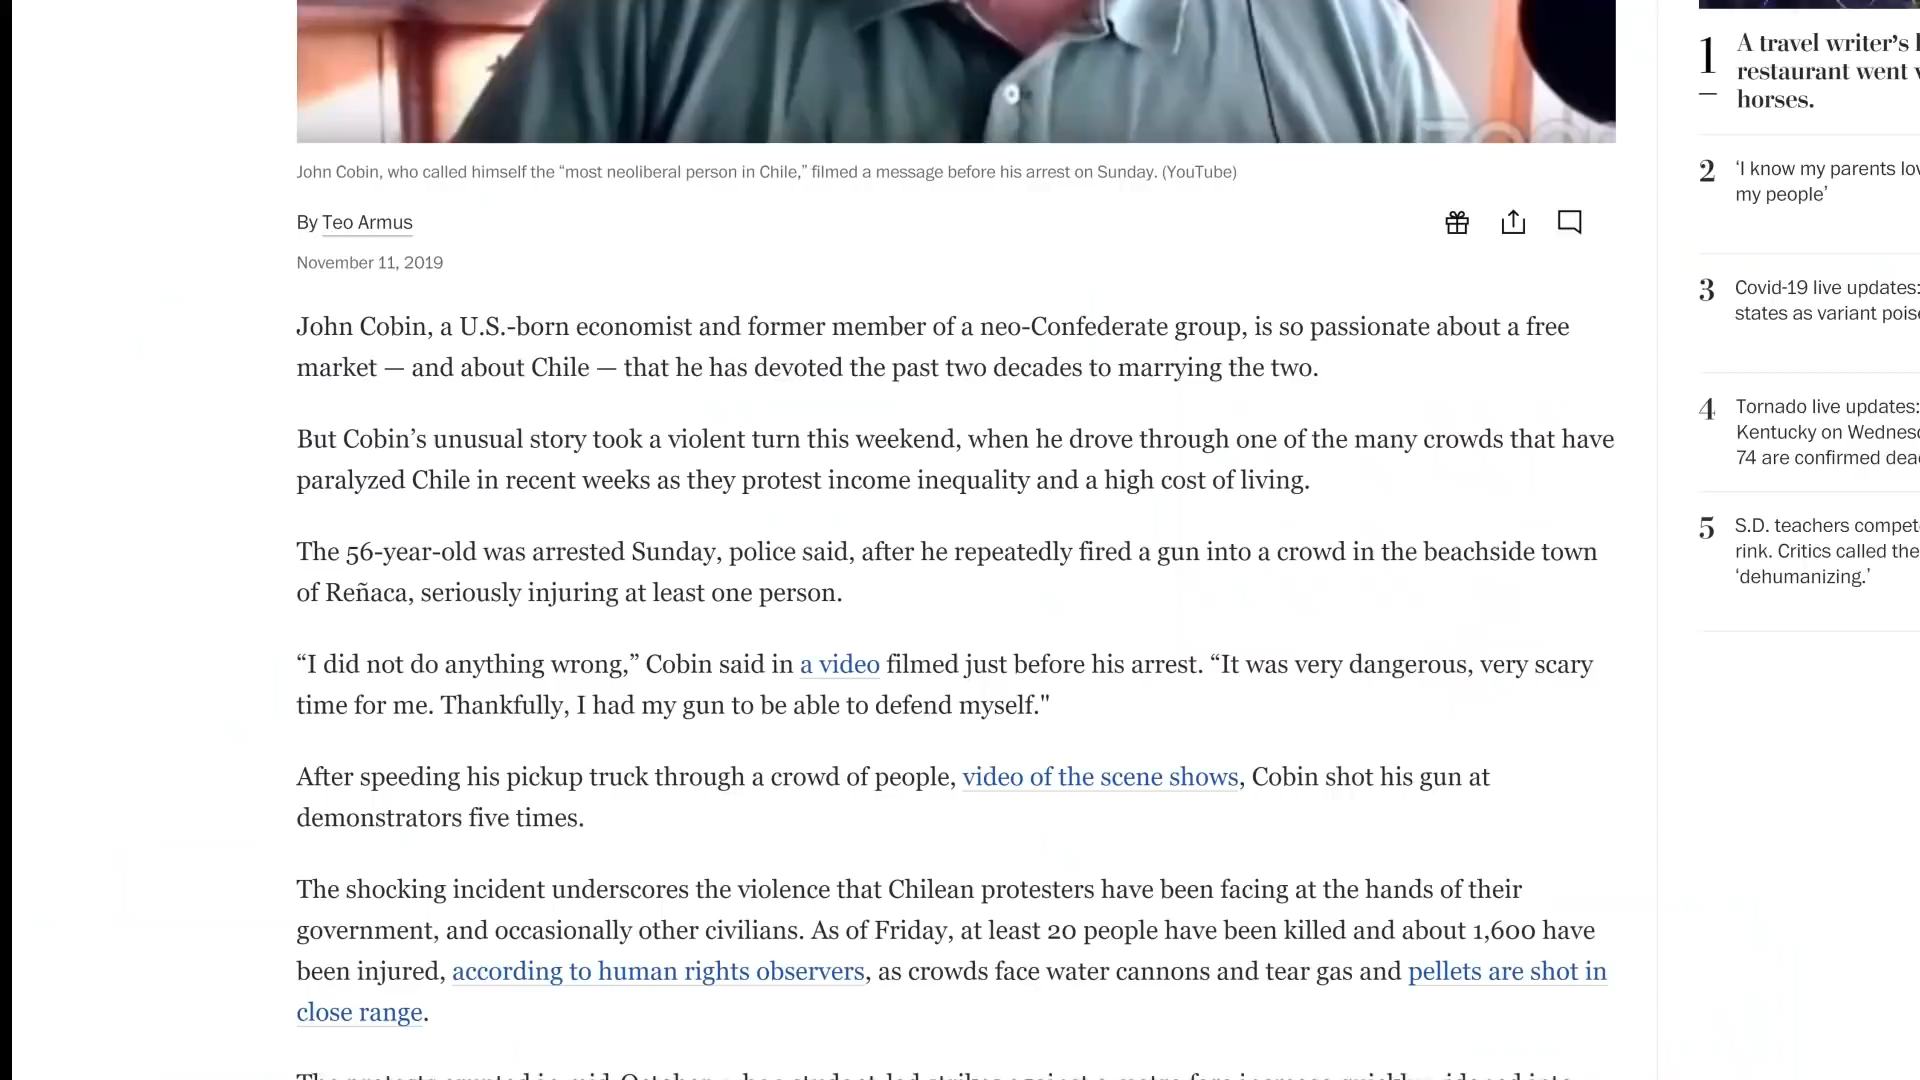 John Cobin, who called himself the “most neoliberal person in Chile,” filmed a message before his arrest on Sunday. (YouTube)
By Teo Armus
November 11, 2019
John Cobin, a U.S.-born economist and former member of a neo-Confederate group, is so passionate about a free
market — and about Chile — that he has devoted the past two decades to marrying the two.
But Cobin’s unusual story took a violent turn this weekend, when he drove through one of the many crowds that have
paralyzed Chile in recent weeks as they protest income inequality and a high cost of living.
The 56-year-old was arrested Sunday, police said, after he repeatedly fired a gun into a crowd in the beachside town
of Reñaca, seriously injuring at least one person.
“I did not do anything wrong,” Cobin said in a video filmed just before his arrest. “It was very dangerous, very scary
time for me. Thankfully, I had my gun to be able to defend myself."
After speeding his pickup truck through a crowd of people, video of the scene shows, Cobin shot his gun at
demonstrators five times.
The shocking incident underscores the violence that Chilean protesters have been facing at the hands of their
government, and occasionally other civilians. As of Friday, at least 20 people have been killed and about 1,600 have
been injured, according to human rights observers, as crowds face water cannons and tear gas and pellets are shot in
close range.
1
A travel writer’s
restaurant went
horses.
2
‘I know my parents
my people’
3
Covid-19 live updates:
states as variant
4
Tornado live updates:
Kentucky on
74 are confirmed
5
S.D. teachers
rink. Critics called the
‘dehumanizing.’